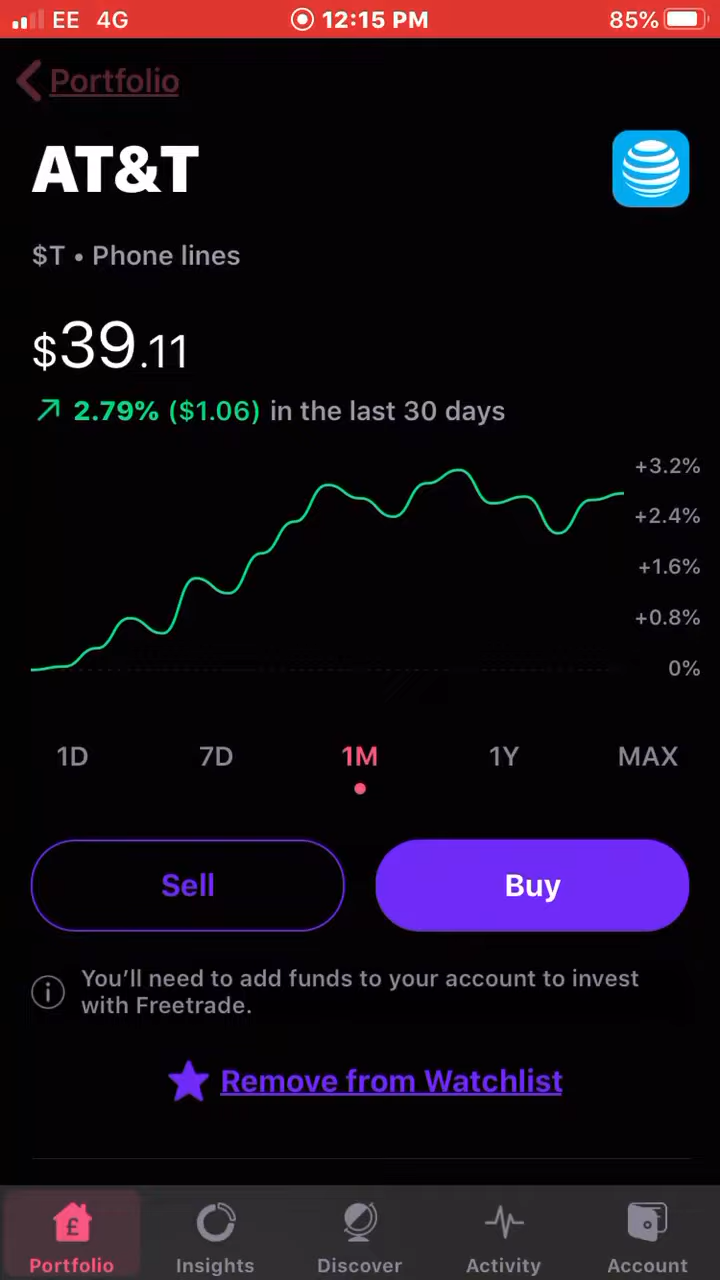 EE 4G 12:15 PM 85%
Portfolio
AT&T
$T • Phone lines
$39.11
2.79% ($1.06) in the last 30 days
+3.2%
+2.4%
+1.6%
+0.8%
0%
1D 7D 1M 1Y MAX
Sell Buy
You’ll need to add funds to your account to invest
with Freetrade.
Remove from Watchlist
£
Portfolio Insights Discover Activity Account